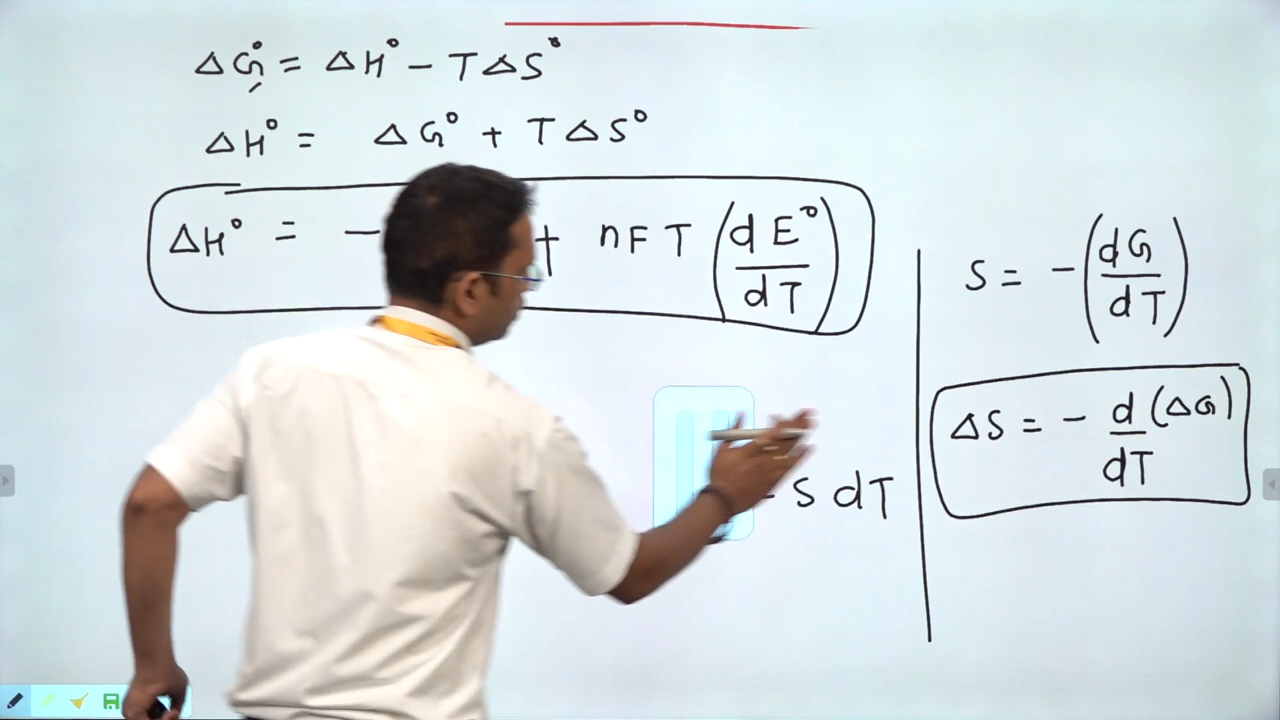 ΔG° = ΔH° - TΔS°
ΔH° = ΔG° + TΔS°
ΔH° = - + nFT (dE°/dT)
- S dT
S = - (dG/dT)
ΔS = - d/dT (ΔG)